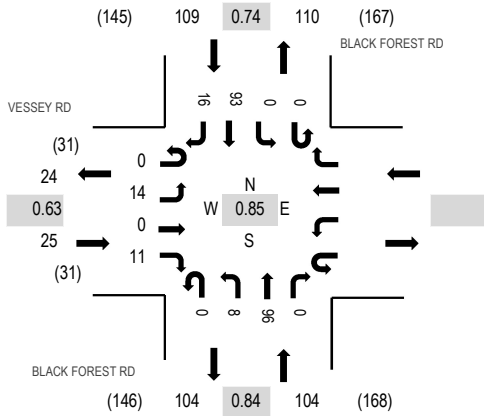 (145) 109 0.74 110 (167)
BLACK FOREST RD
VESSEY RD
16 93 0 0
(31)
24 0
14 N
0.63 W 0.85 E
0
25 S
11
(31)
0 8 96 0
BLACK FOREST RD
(146) 104 0.84 104 (168)